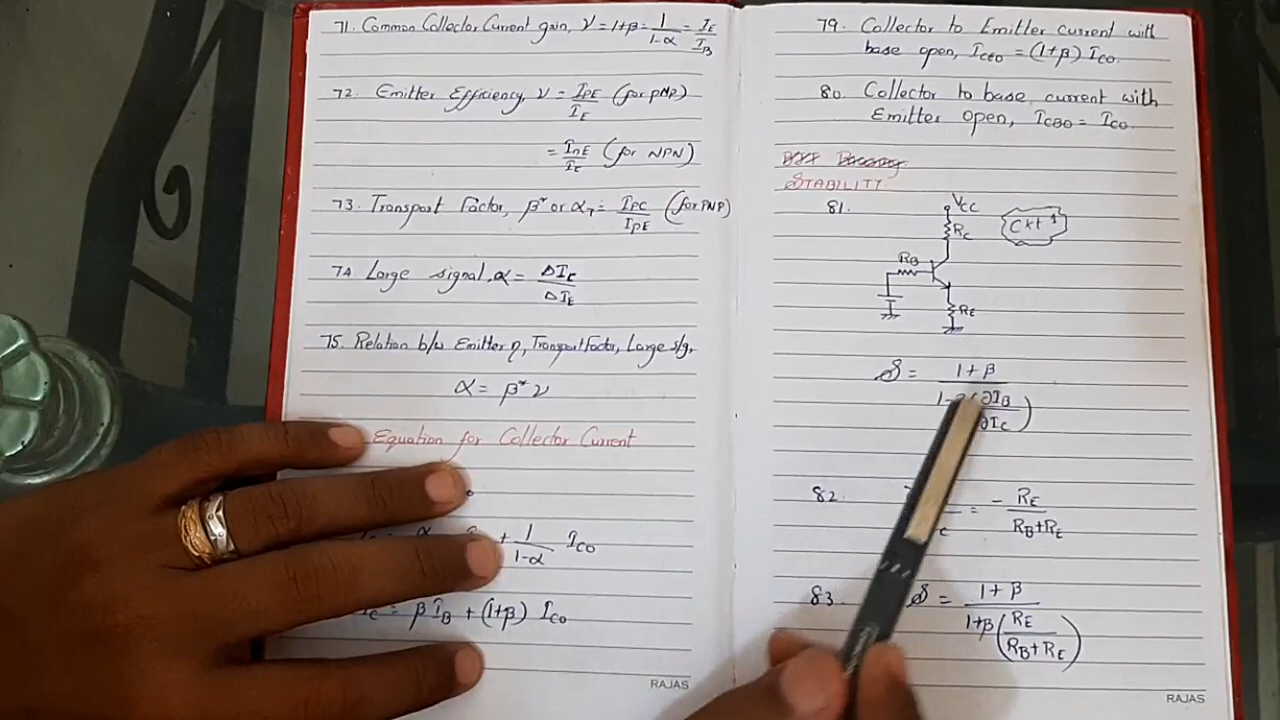 71. Common Collector Current gain, γ = 1+β = 1/(1-α) = I_E/I_B
72. Emitter Efficiency, γ = I_PE/I_E (for PNP)
= I_nE/I_E (for NPN)
73. Transport Factor, β* or α_T = I_PC/I_PE (for PNP)
74 Large signal, α = ΔI_C/ΔI_E
75. Relation b/w Emitter η, Transport Factor, Large s/g,
α = β* γ
Equation for Collector Current
+ 1/(1-α) I_CO
= β I_B + (1+β) I_CO
RAJAS
79. Collector to Emitter current with
base open, I_CEO = (1+β) I_CO.
80. Collector to base current with
Emitter open, I_CBO = I_CO.
STABILITY
81.
V_CC
R_C
Ckt 1
R_B
R_E
S = 1+β
∂I_B
∂I_C
82. = - R_E/(R_B+R_E)
83. S = (1+β)/(1+β(R_E/(R_B+R_E)))
RAJAS